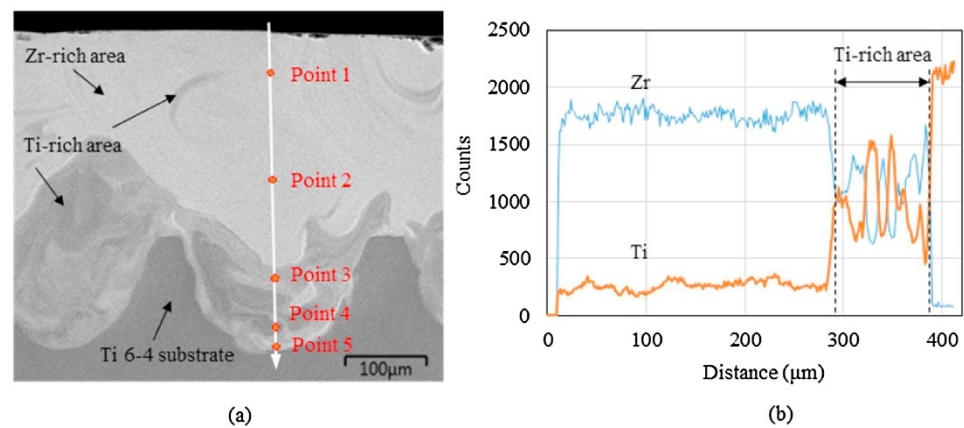 Zr-rich area
Point 1
Ti-rich area
Point 2
Point 3
Point 4
Point 5
Ti 6-4 substrate
100μm
(a)
2500
2000
1500
1000
500
0
Counts
Ti-rich area
Zr
Ti
0
100
200
300
400
Distance (μm)
(b)